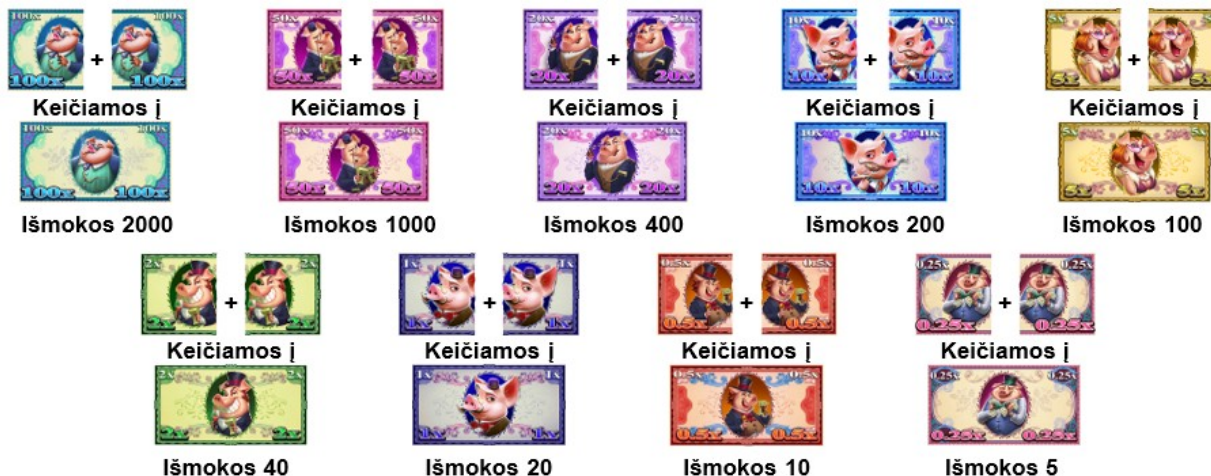 100x 100x 50x 50x 20x 20x 10x 10x 5x 5x
100x + 100x 50x + 50x 20x + 20x 10x + 10x 5x + 5x
Keičiamos į Keičiamos į Keičiamos į Keičiamos į Keičiamos į
100x 100x 50x 50x 20x 20x 10x 10x 5x 5x
100x 100x 50x 50x 20x 20x 10x 10x 5x 5x
Išmokos 2000 Išmokos 1000 Išmokos 400 Išmokos 200 Išmokos 100
2x 2x 1x 1x 0.5x 0.5x 0.25x 0.25x
2x + 2x 1x + 1x 0.5x + 0.5x 0.25x + 0.25x
Keičiamos į Keičiamos į Keičiamos į Keičiamos į
2x 2x 1x 1x 0.5x 0.5x 0.25x 0.25x
2x 2x 1x 1x 0.5x 0.5x 0.25x 0.25x
Išmokos 40 Išmokos 20 Išmokos 10 Išmokos 5